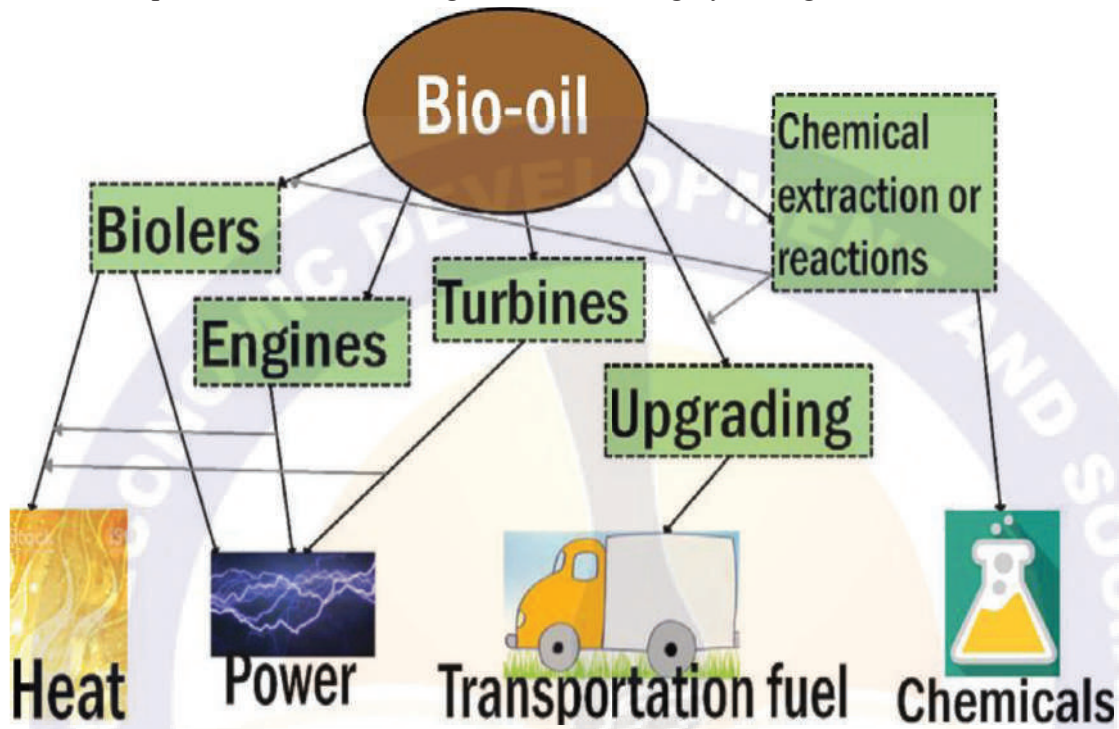 Bio-oil
Chemical
extraction or
reactions
Biolers
Turbines
Engines
Upgrading
Heat
Power
Transportation fuel
Chemicals